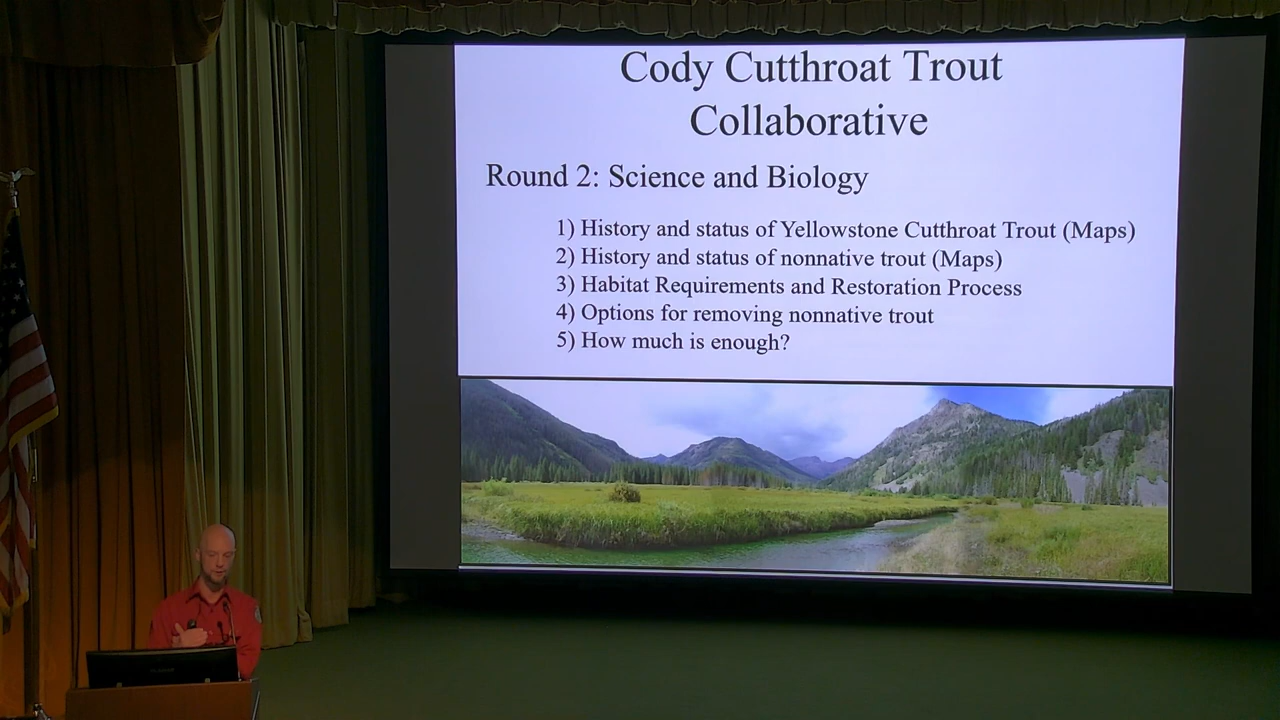 Cody Cutthroat Trout
Collaborative
Round 2: Science and Biology
1) History and status of Yellowstone Cutthroat Trout (Maps)
2) History and status of nonnative trout (Maps)
3) Habitat Requirements and Restoration Process
4) Options for removing nonnative trout
5) How much is enough?